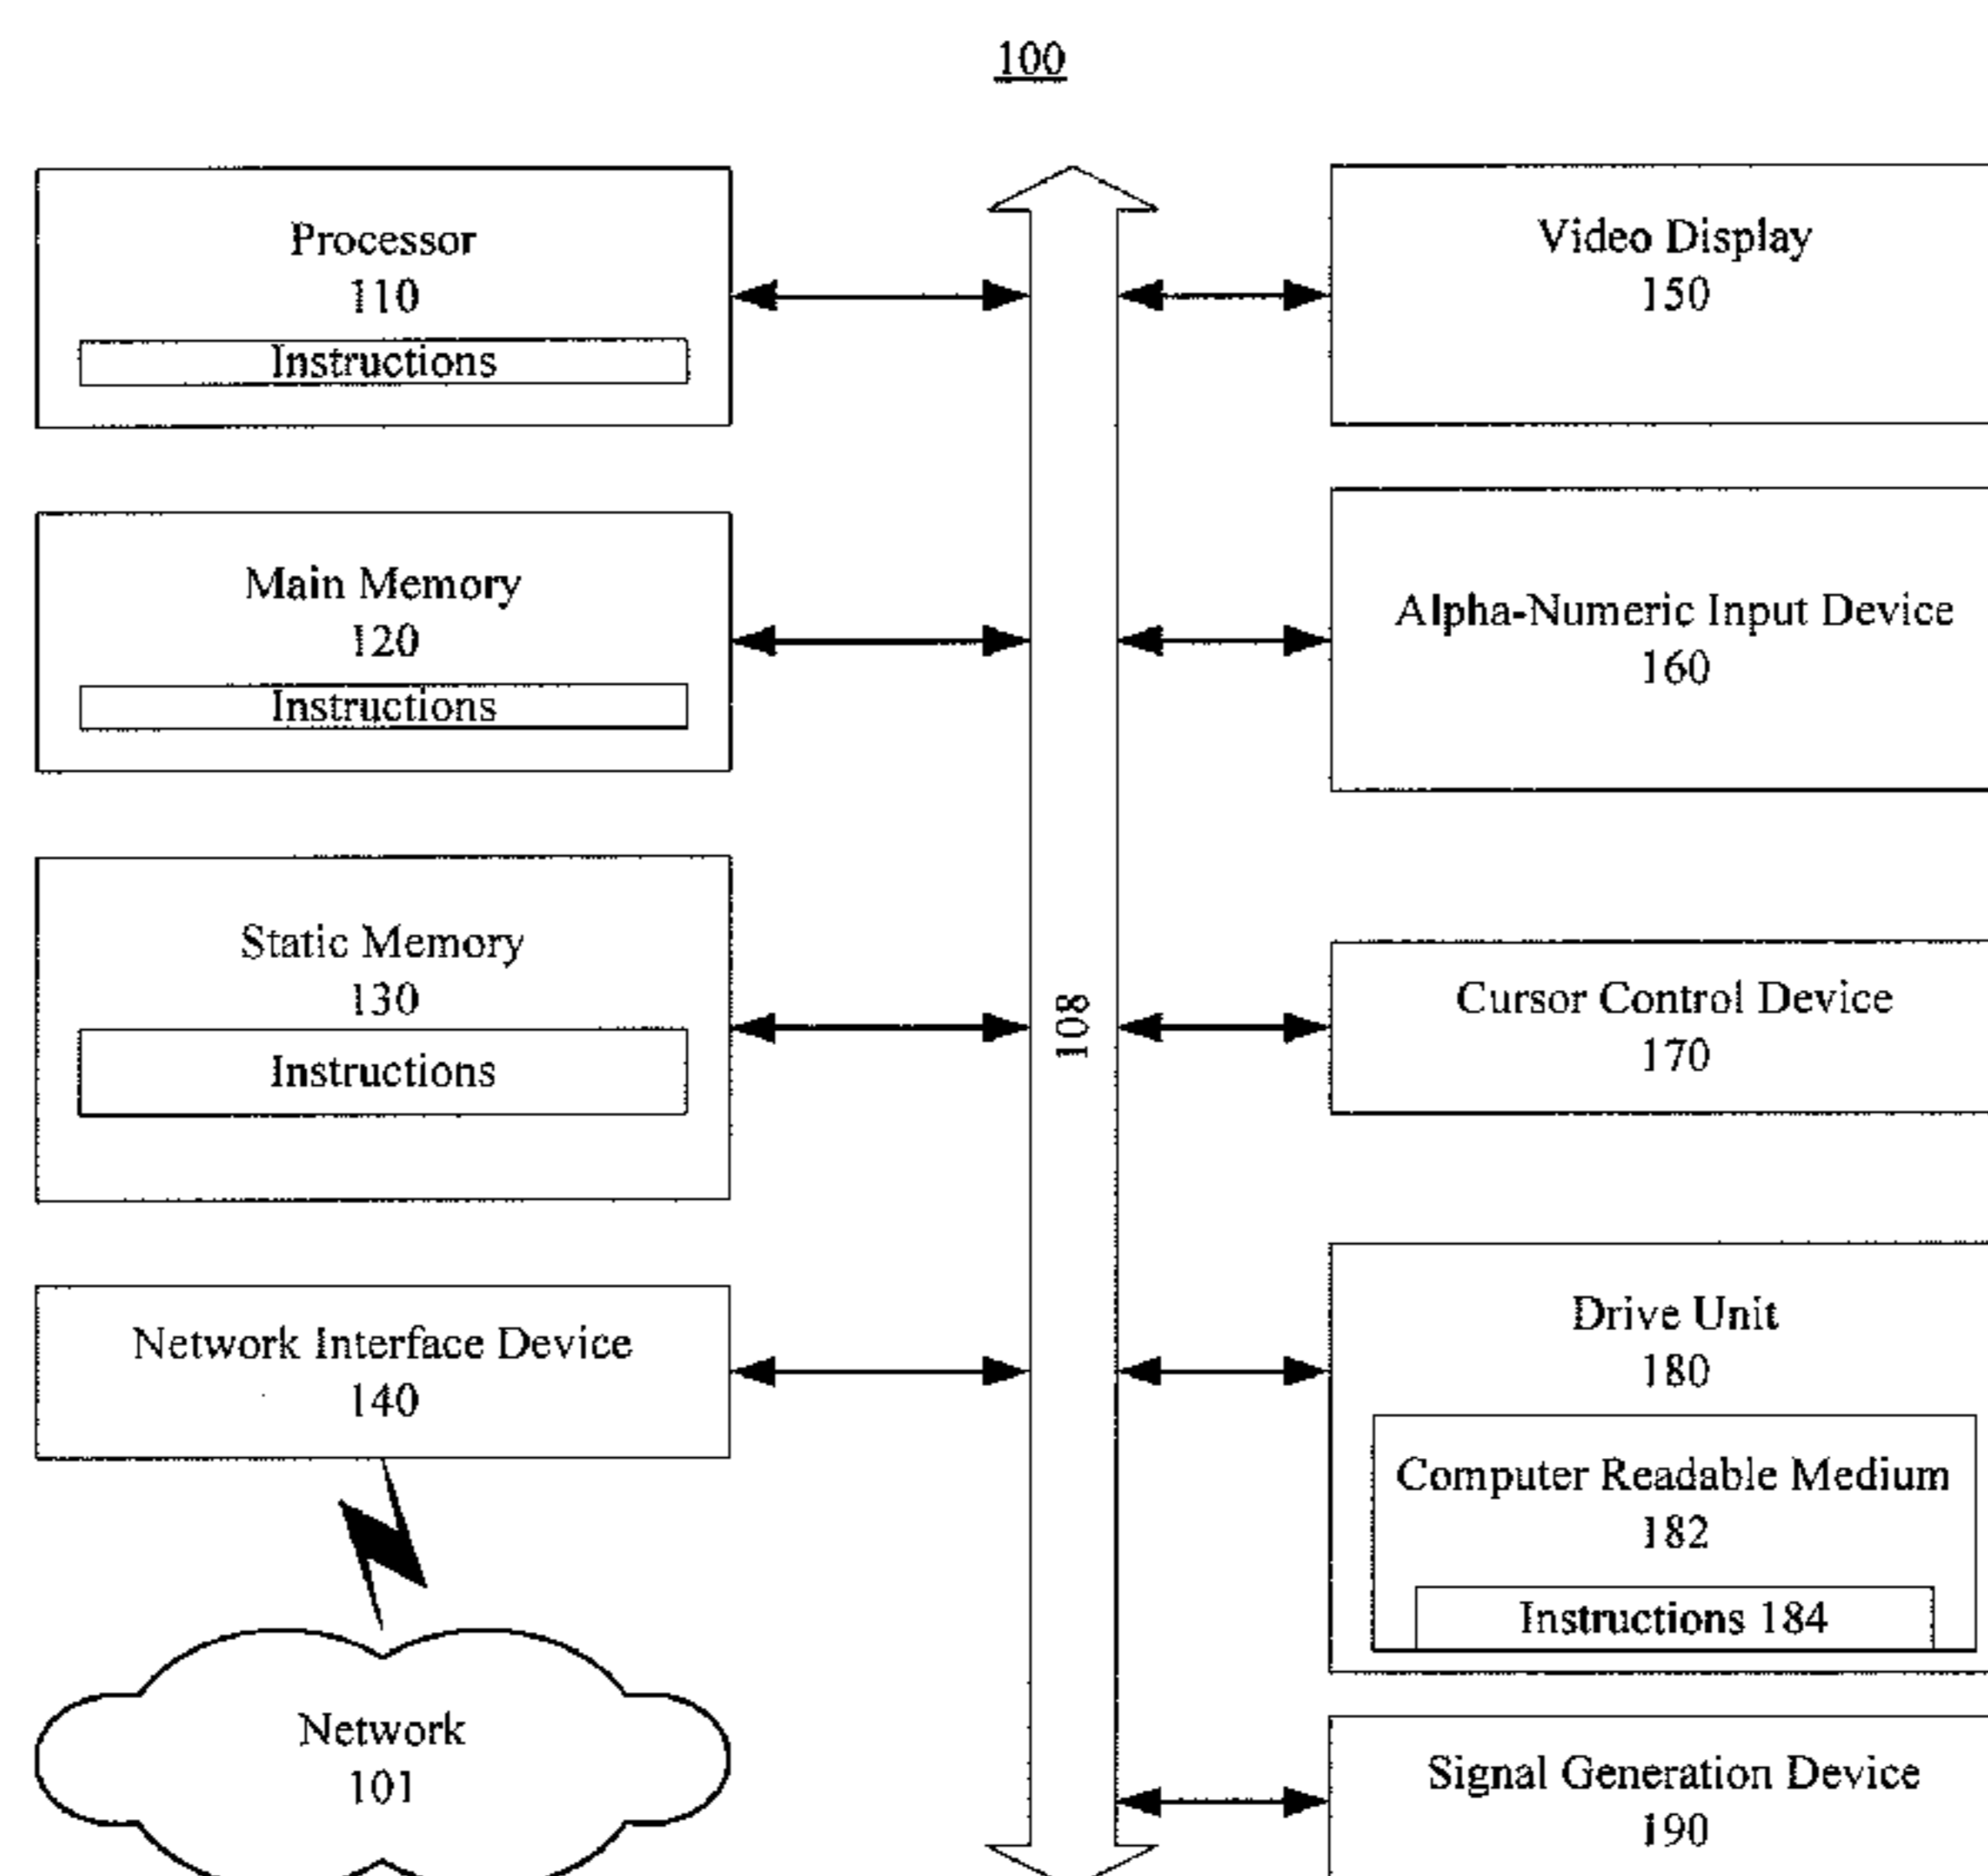 100
Processor
110
Instructions
Main Memory
120
Instructions
Static Memory
130
Instructions
Network Interface Device
140
Network
101
108
Video Display
150
Alpha-Numeric Input Device
160
Cursor Control Device
170
Drive Unit
180
Computer Readable Medium
182
Instructions 184
Signal Generation Device
190